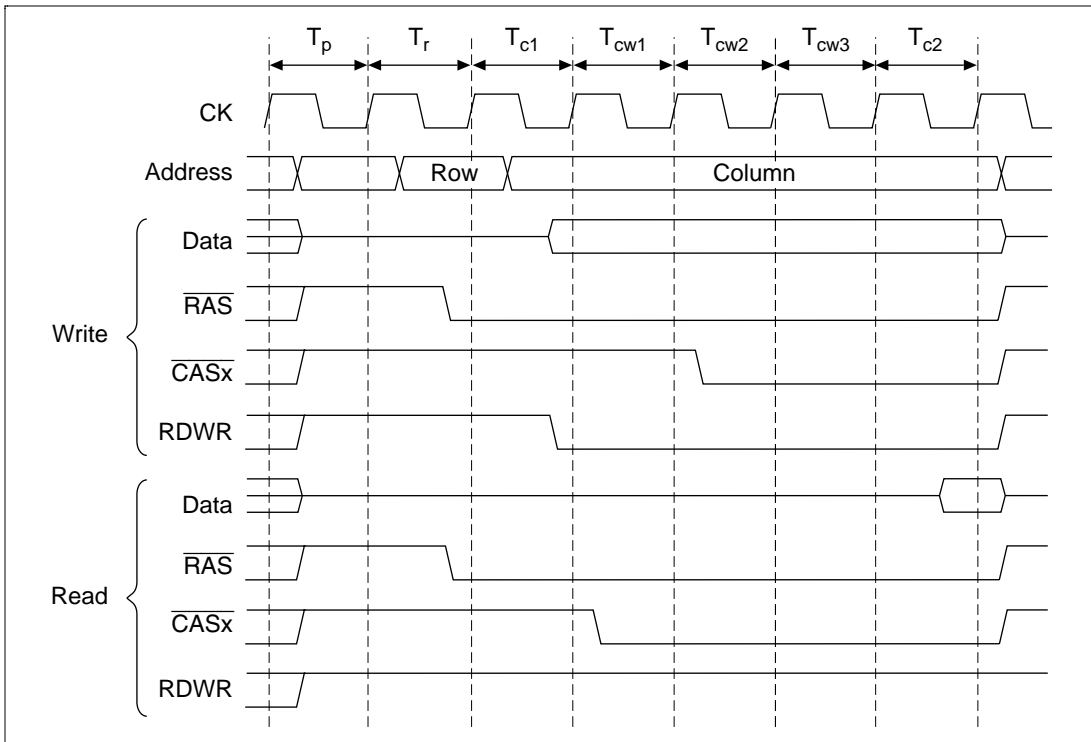 Tp Tr Tc1 Tcw1 Tcw2 Tcw3 Tc2
CK
Address Row Column
Write
Data
RAS
CASx
RDWR
Read
Data
RAS
CASx
RDWR